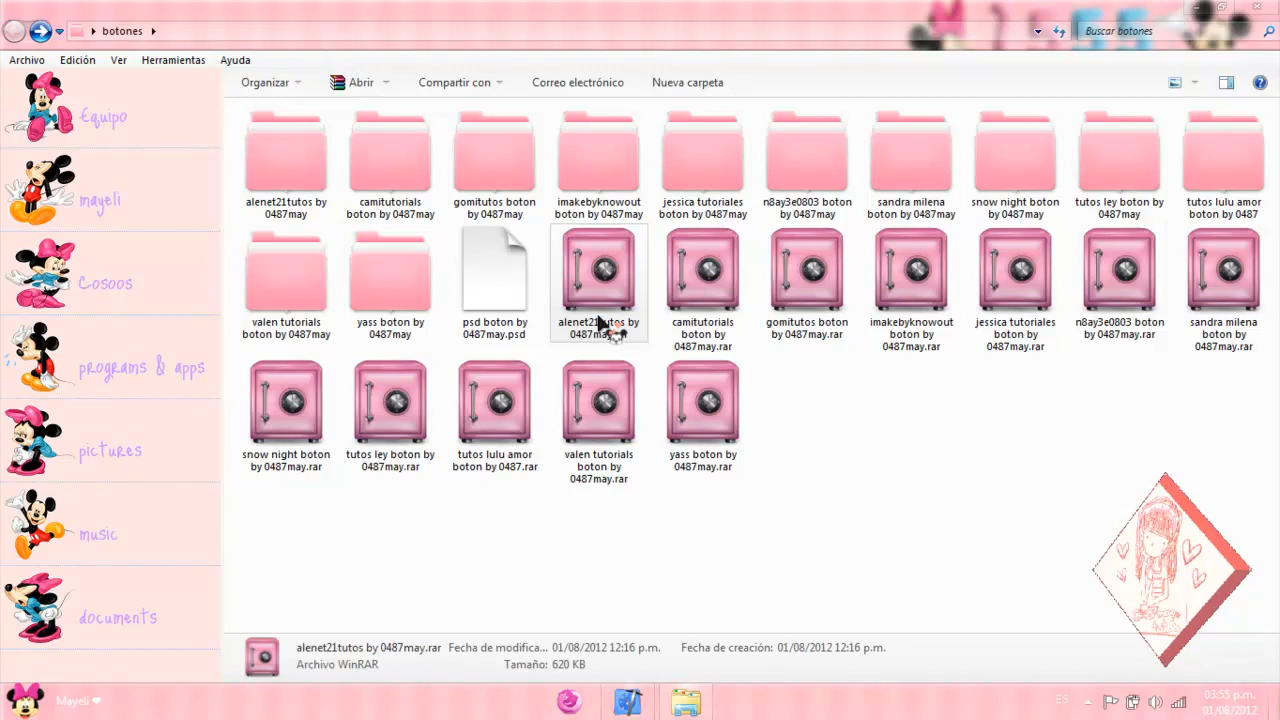 botones
Buscar botones
Archivo Edición Ver Herramientas Ayuda
Organizar Abrir Compartir con Correo electrónico Nueva carpeta
Equipo
mayeli
Cosoos
programs & apps
pictures
music
documents
alenet21tutos by
0487may
camitutorials
boton by 0487may
gomitutos boton
by 0487may
imakebyknowout
boton by 0487may
jessica tutoriales
boton by 0487may
n8ay3e0803 boton
by 0487may
sandra milena
boton by 0487may
snow night boton
by 0487may
tutos ley boton by
0487may
tutos lulu amor
boton by 0487
valen tutorials
boton by 0487may
yass boton by
0487may
psd boton by
0487may.psd
alenet21tutos by
camitutorials
boton by
0487may.rar
gomitutos boton
by 0487may.rar
imakebyknowout
boton by
0487may.rar
jessica tutoriales
boton by
0487may.rar
n8ay3e0803 boton
by 0487may.rar
sandra milena
boton by
0487may.rar
snow night boton
by 0487may.rar
tutos ley boton by
0487may.rar
tutos lulu amor
boton by 0487.rar
valen tutorials
boton by
0487may.rar
yass boton by
0487may.rar
alenet21tutos by 0487may.rar Fecha de modifica... 01/08/2012 12:16 p.m. Fecha de creación: 01/08/2012 12:16 p.m.
Archivo WinRAR Tamaño: 620 KB
Mayeli ❤
ES
03:55 p.m.
01/08/2012